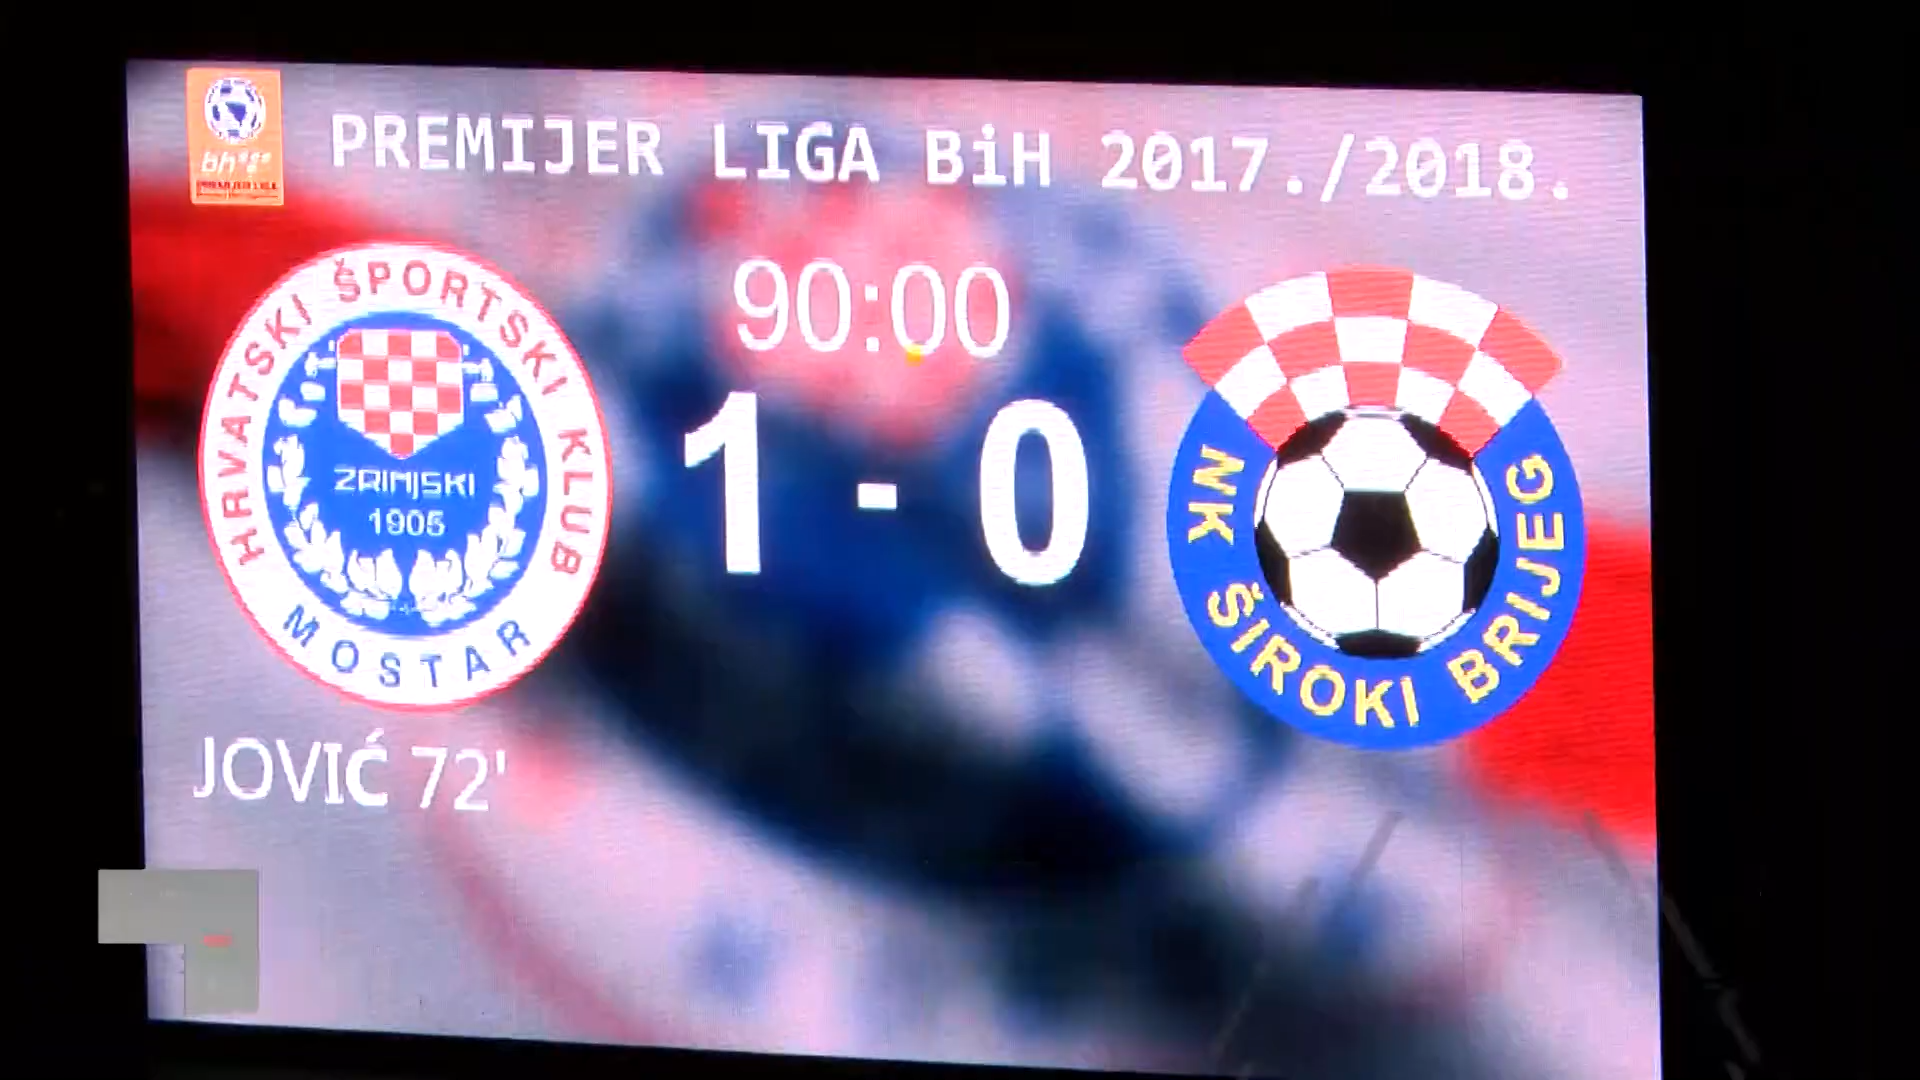 PREMIJER LIGA BiH 2017./2018.
bh
90:00
HRVATSKI ŠPORTSKI KLUB
ZRINJSKI
1905
MOSTAR
1 - 0
NK ŠIROKI BRIJEG
JOVIĆ 72'